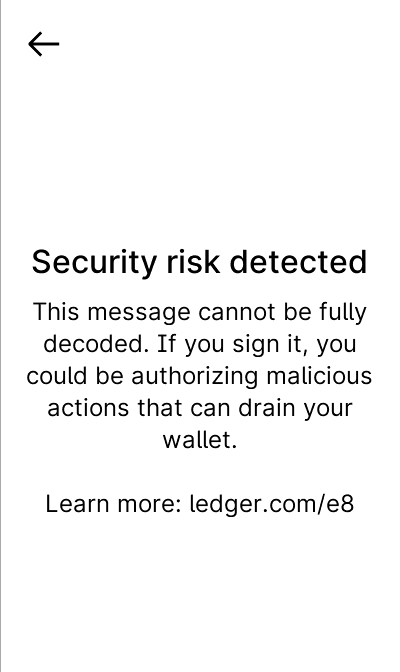 Security risk detected
This message cannot be fully
decoded. If you sign it, you
could be authorizing malicious
actions that can drain your
wallet.
Learn more: ledger.com/e8